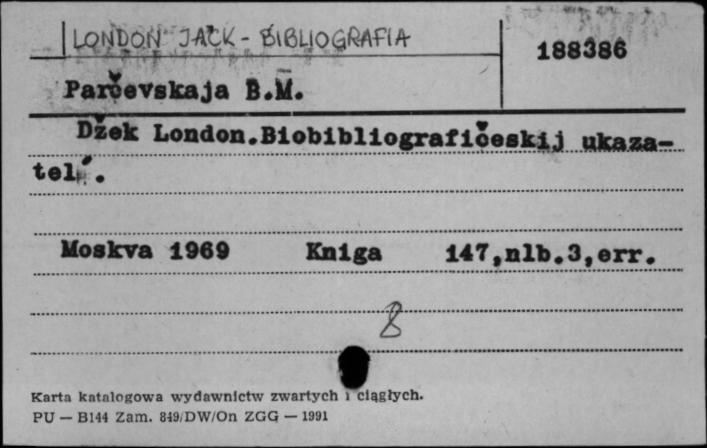 LONDON JACK - BIBLIOGRAFIA
188386
Parčevskaja B.M.
Džek London.Biobibliografičeskij ukaza-
tel´.
Moskva 1969 Kniga 147,nlb.3,err.
8
Karta katalogowa wydawnictw zwartych i ciągłych.
PU — B144 Zam. 849/DW/On ZGG — 1991